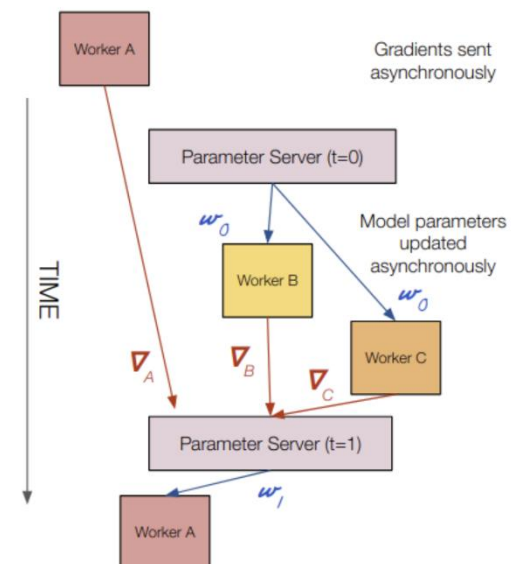 Worker A
Gradients sent
asynchronously
Parameter Server (t=0)
w₀
Model parameters
updated
asynchronously
TIME
Worker B
w₀
Worker C
∇A
∇B
∇C
Parameter Server (t=1)
w₁
Worker A